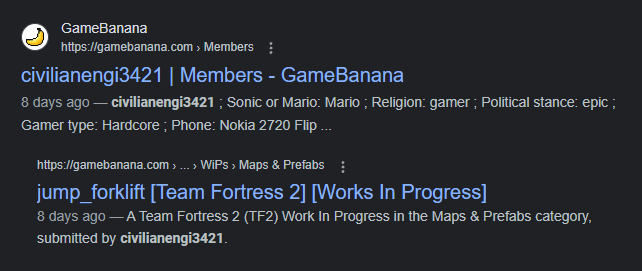 GameBanana
https://gamebanana.com › Members
civilianengi3421 | Members - GameBanana
8 days ago — civilianengi3421 ; Sonic or Mario: Mario ; Religion: gamer ; Political stance: epic ;
Gamer type: Hardcore ; Phone: Nokia 2720 Flip ...
https://gamebanana.com › ... › WiPs › Maps & Prefabs
jump_forklift [Team Fortress 2] [Works In Progress]
8 days ago — A Team Fortress 2 (TF2) Work In Progress in the Maps & Prefabs category,
submitted by civilianengi3421.